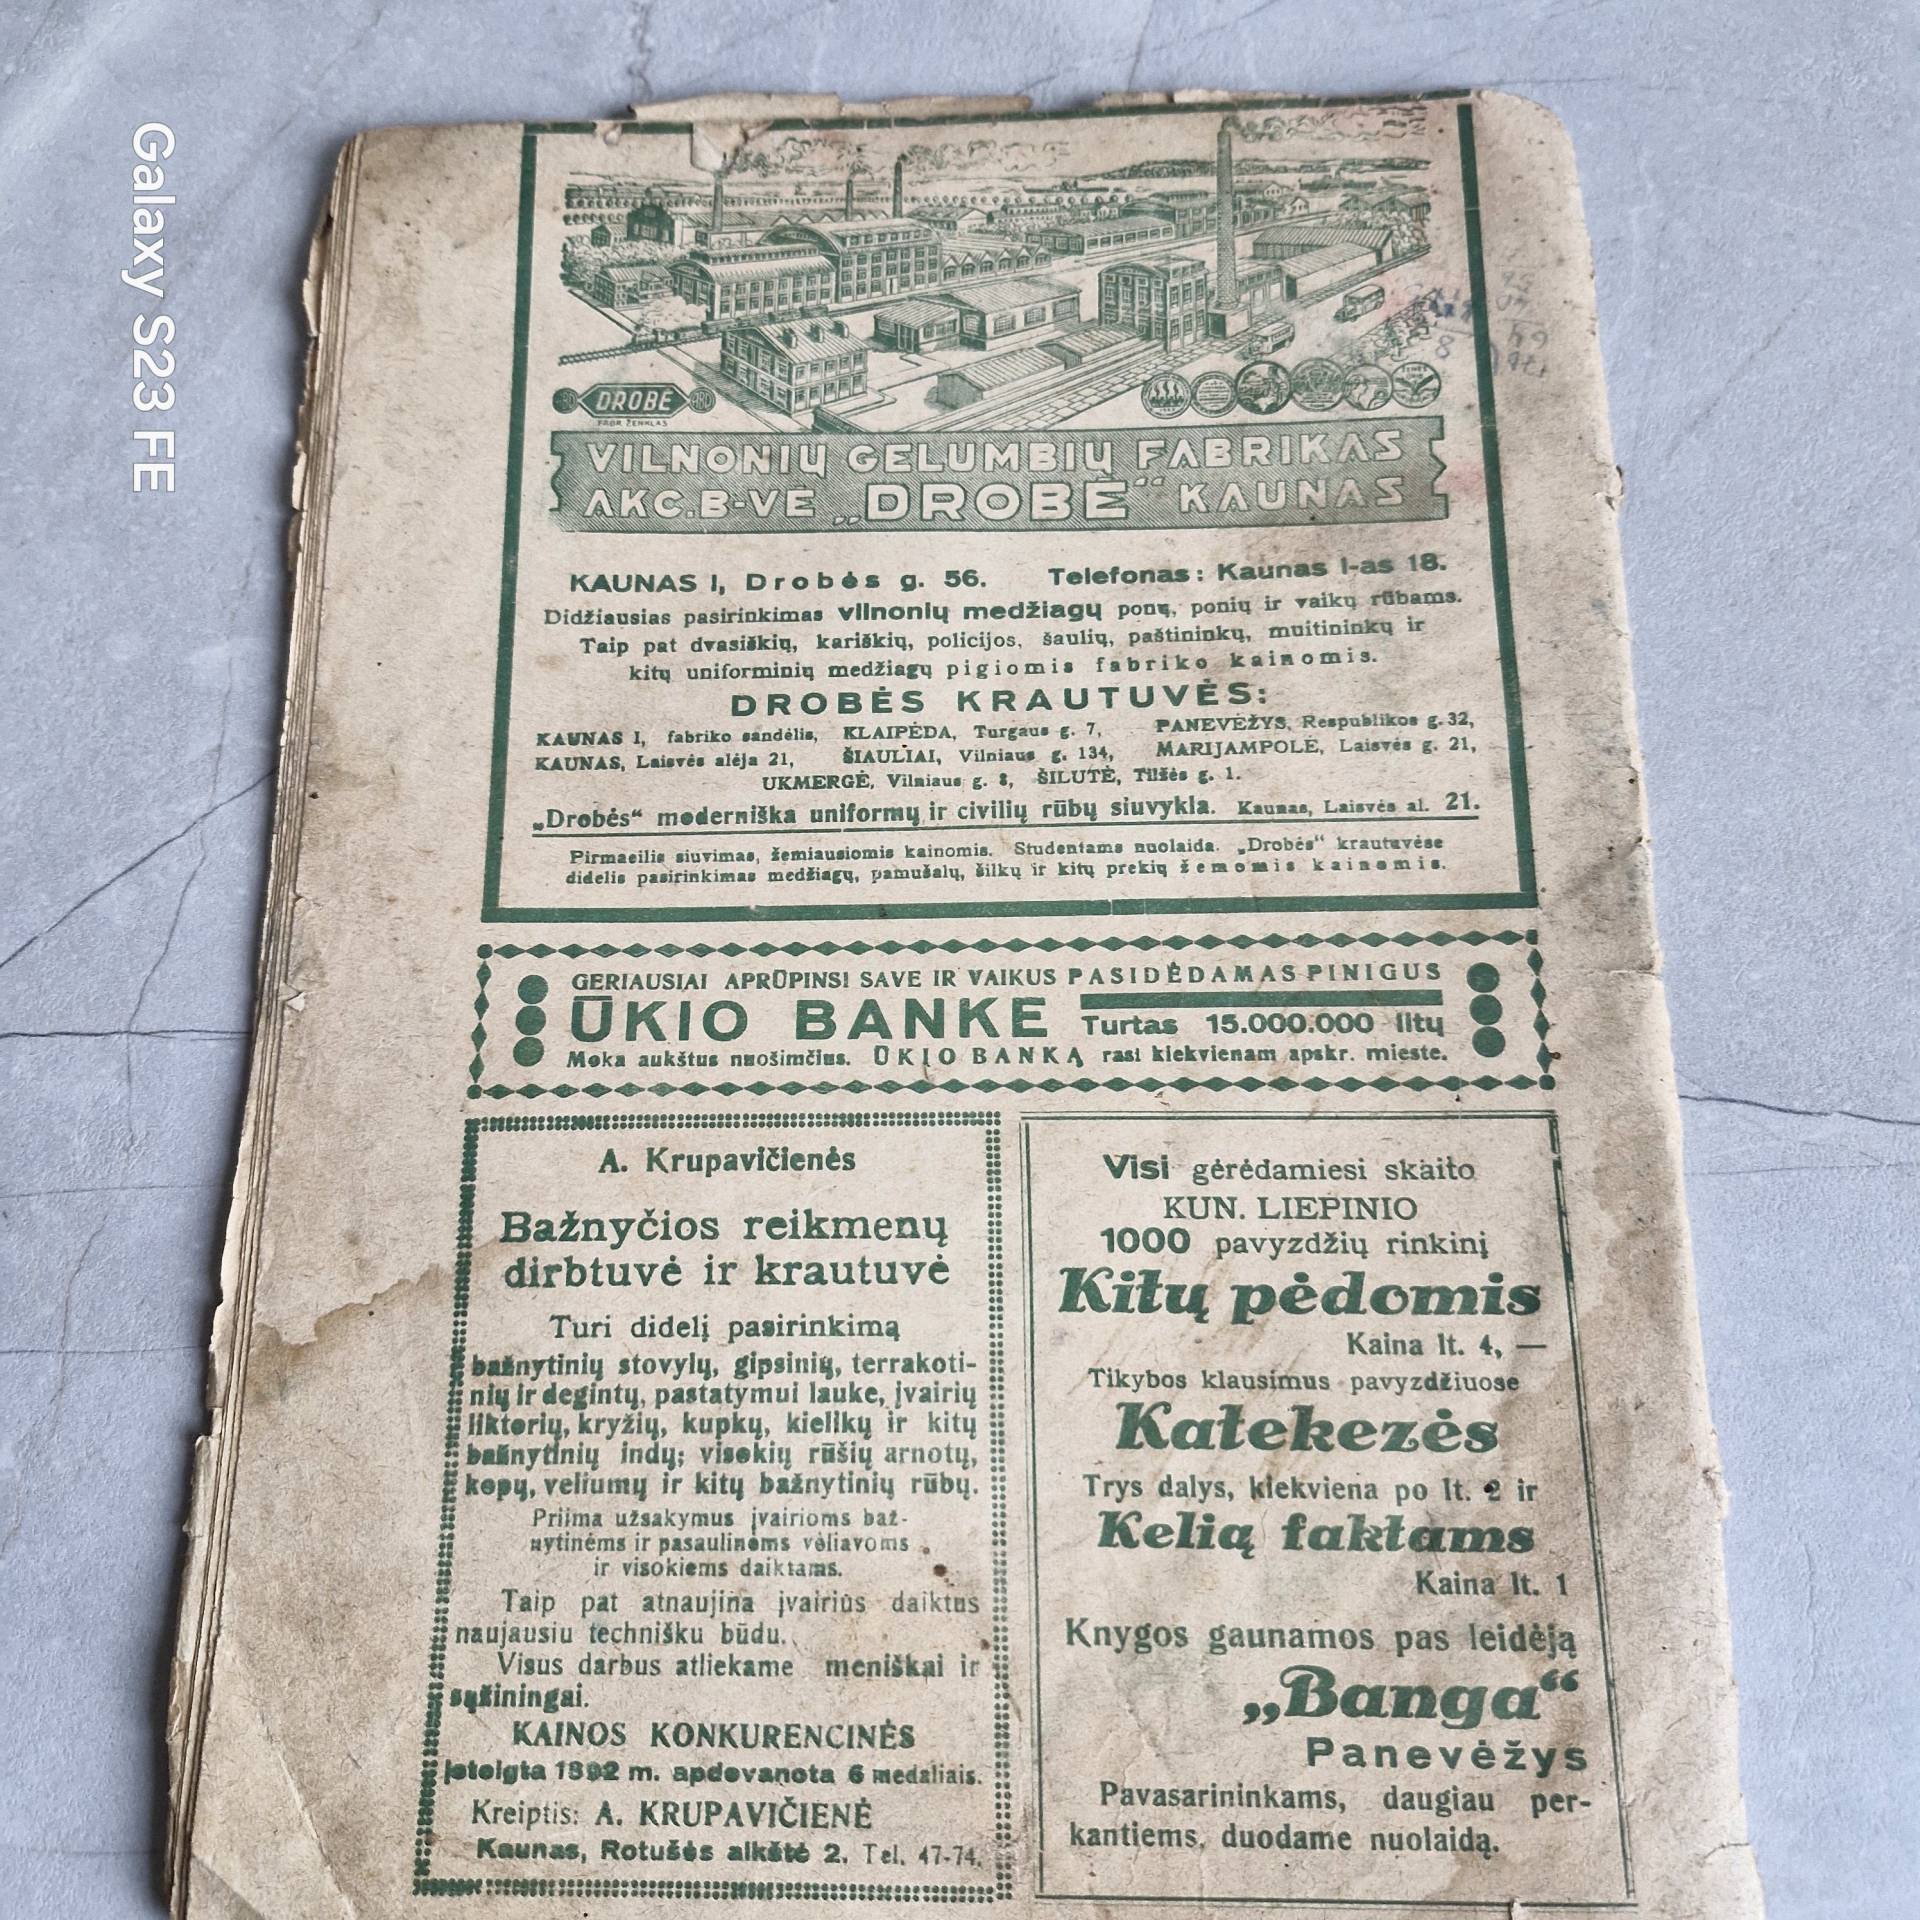 Galaxy S23 FE
DROBĖ
FABR. ŽENKLAS
VILNONIŲ GELUMBIŲ FABRIKAS
AKC. B-VĖ „DROBĖ“ KAUNAS
KAUNAS I, Drobės g. 56. Telefonas: Kaunas I-as 18.
Didžiausias pasirinkimas vilnonių medžiagų ponų, ponių ir vaikų rūbams.
Taip pat dvasiškių, kariškių, policijos, šaulių, paštininkų, muitininkų ir
kitų uniforminių medžiagų pigiomis fabriko kainomis.
DROBĖS KRAUTUVĖS:
KAUNAS I, fabriko sandėlis, KLAIPĖDA, Turgaus g. 7, PANEVĖŽYS, Respublikos g. 32,
KAUNAS, Laisvės alėja 21, ŠIAULIAI, Vilniaus g. 134, MARIJAMPOLĖ, Laisvės g. 21,
UKMERGĖ, Vilniaus g. 8, ŠILUTĖ, Tilžės g. 1.
„Drobės“ moderniška uniformų ir civilių rūbų siuvykla. Kaunas, Laisvės al. 21.
Pirmaeilis siuvimas, žemiausiomis kainomis. Studentams nuolaida. „Drobės“ krautuvėse
didelis pasirinkimas medžiagų, pamušalų, šilkų ir kitų prekių žemomis kainomis.
GERIAUSIAI APRŪPINSI SAVE IR VAIKUS PASIDĖDAMAS PINIGUS
ŪKIO BANKE Turtas 15.000.000 litų
Moka aukštus nuošimčius. ŪKIO BANKĄ rasi kiekvienam apskr. mieste.
A. Krupavičienės
Bažnyčios reikmenų
dirbtuvė ir krautuvė
Turi didelį pasirinkimą
bažnytinių stovylų, gipsinių, terrakoti-
nių ir degintų, pastatymui lauke, įvairių
liktorių, kryžių, kupkų, kielikų ir kitų
bažnytinių indų; visokių rūšių arnotų,
kapų, veliumų ir kitų bažnytinių rūbų.
Priima užsakymus įvairioms baž-
nytinėms ir pasaulinėms vėliavoms
ir visokiems daiktams.
Taip pat atnaujina įvairius daiktus
naujausiu technišku būdu.
Visus darbus atliekame meniškai ir
sąžiningai.
KAINOS KONKURENCINĖS
Įsteigta 1892 m. apdovanota 6 medaliais.
Kreiptis: A. KRUPAVIČIENĖ
Kaunas, Rotušės aikštė 2. Tel. 47-74.
Visi gėrėdamiesi skaito
KUN. LIEPINIO
1000 pavyzdžių rinkinį
Kitų pėdomis
Kaina lt. 4, —
Tikybos klausimus pavyzdžiuose
Katekezės
Trys dalys, kiekviena po lt. 2 ir
Kelią faktams
Kaina lt. 1
Knygos gaunamos pas leidėją
„Banga“
Panevėžys
Pavasarininkams, daugiau per-
kantiems, duodame nuolaidą.